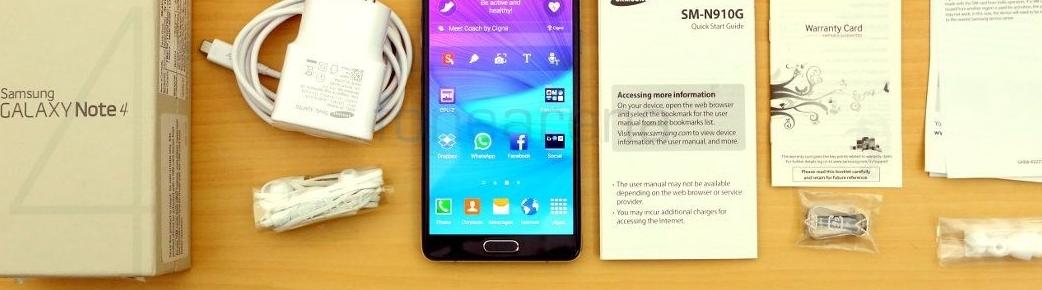 Samsung
GALAXY Note 4
SAMSUNG
Be active and
healthy!
Meet Coach by Cigna
Cigna
T
CPU-Z
Dropbox
WhatsApp
Facebook
Social
Phone
Contacts
Messages
Internet
Apps
SAMSUNG
SM-N910G
Quick Start Guide
Accessing more information
On your device, open the web browser
and select the bookmark for the user
manual from the bookmarks list.
Visit www.samsung.com to view device
information, the user manual, and more.
• The user manual may not be available
depending on the web browser or service
provider.
• You may incur additional charges for
accessing the Internet.
Warranty Card
Please read this booklet carefully
and retain for future reference.